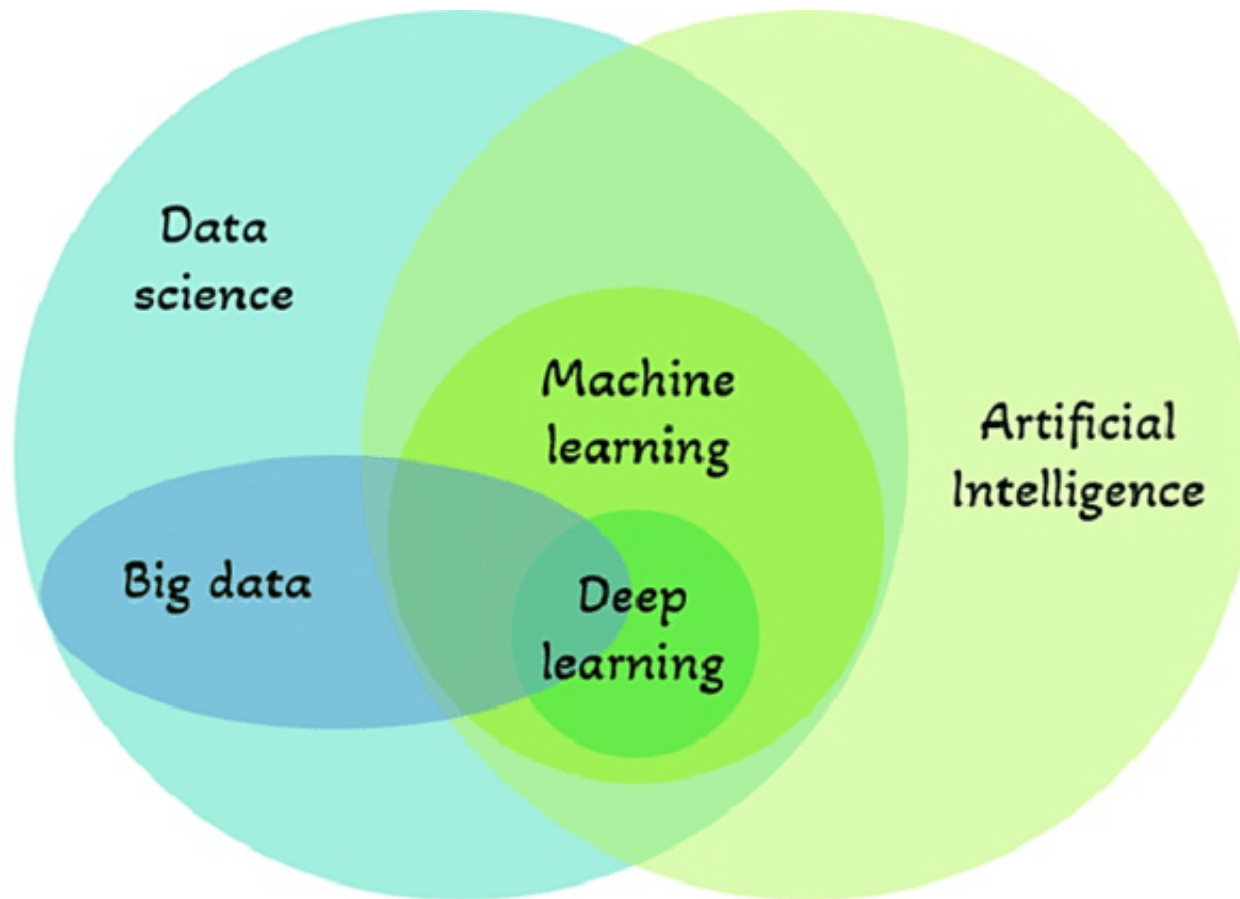 Data
science
Machine
learning
Artificial
Intelligence
Big data
Deep
learning